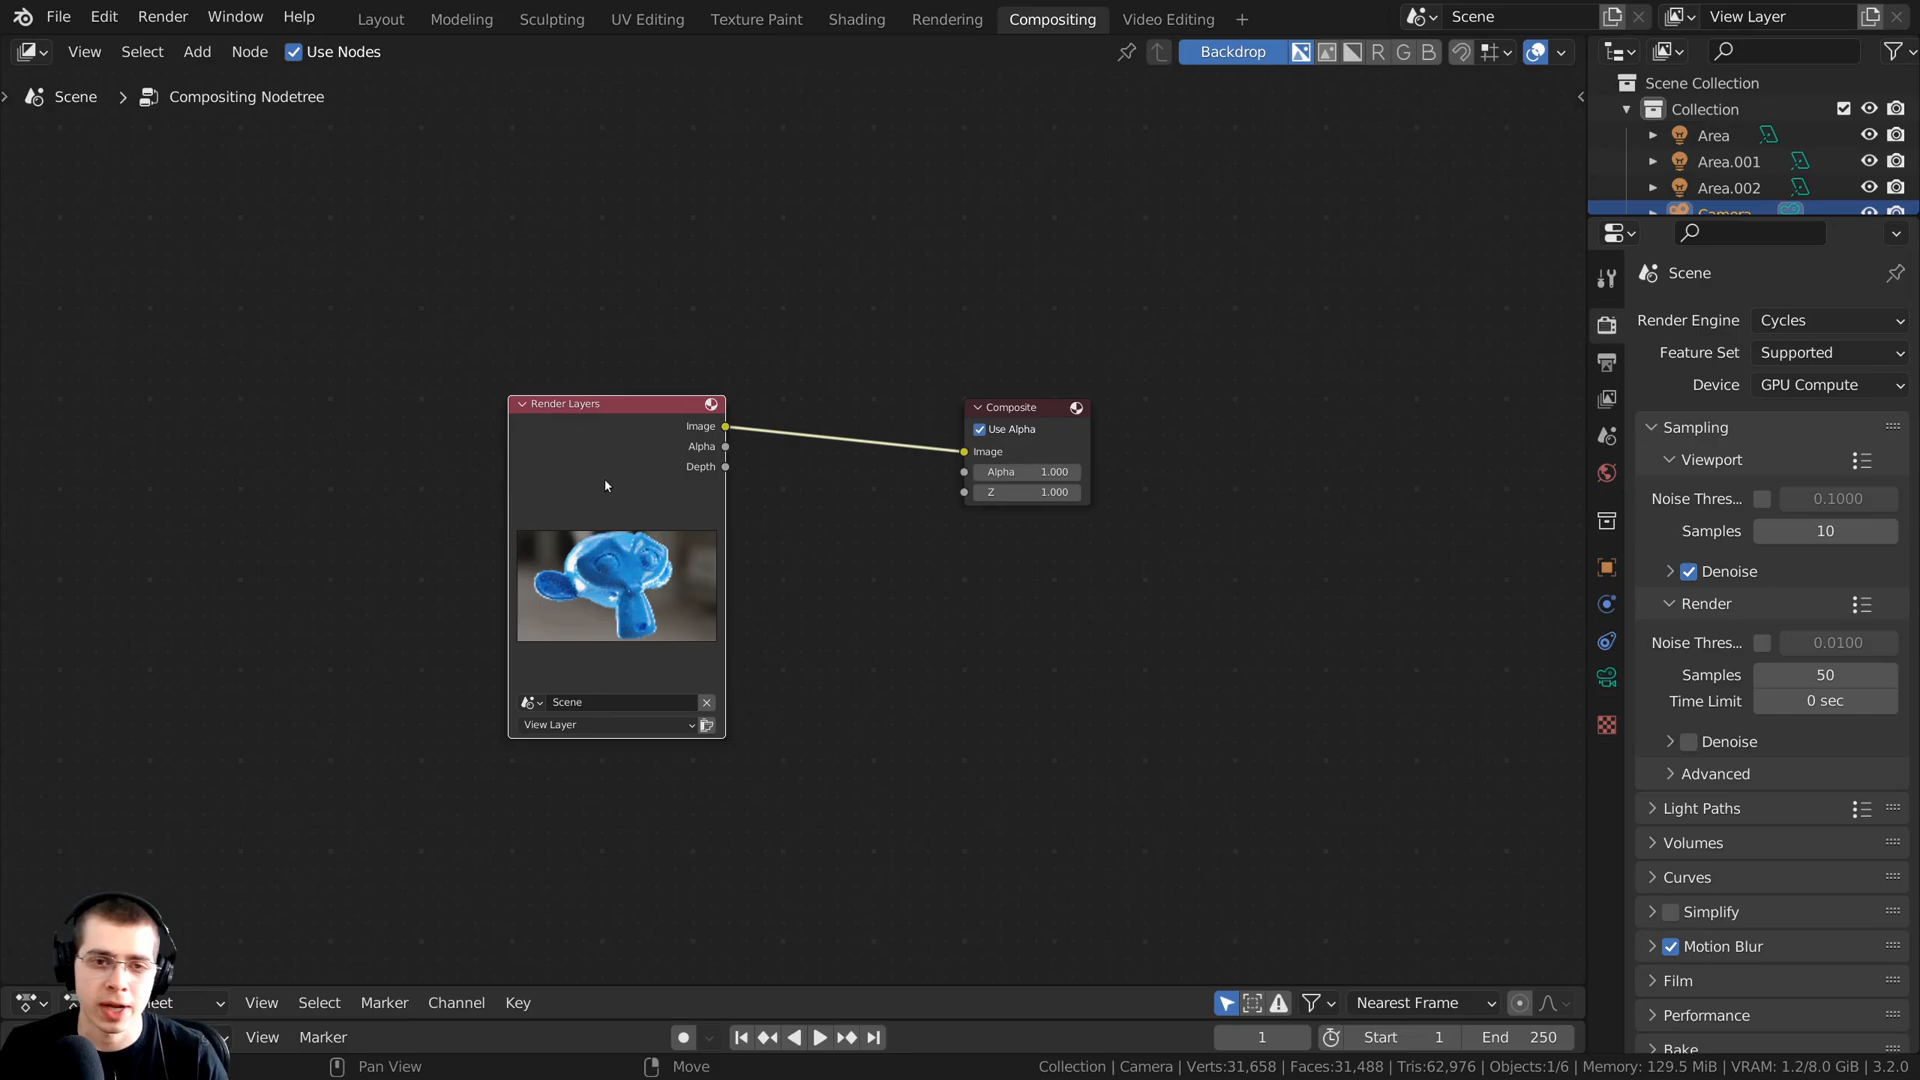 File Edit Render Window Help Layout Modeling Sculpting UV Editing Texture Paint Shading Rendering Compositing Video Editing + Scene View Layer
View Select Add Node Use Nodes Backdrop R G B
Scene > Compositing Nodetree
Scene Collection
Collection
Area
Area.001
Area.002
Camera
Scene
Render Engine Cycles
Feature Set Supported
Device GPU Compute
Sampling
Viewport
Noise Thres... 0.1000
Samples 10
Denoise
Render
Noise Thres... 0.0100
Samples 50
Time Limit 0 sec
Denoise
Advanced
Light Paths
Volumes
Curves
Simplify
Motion Blur
Film
Performance
Bake
Render Layers
Image
Alpha
Depth
Scene
View Layer
Composite
Use Alpha
Image
Alpha 1.000
Z 1.000
View Select Marker Channel Key Nearest Frame
View Marker 1 Start 1 End 250
Pan View Move Collection | Camera | Verts:31,658 | Faces:31,488 | Tris:62,976 | Objects:1/6 | Memory: 129.5 MiB | VRAM: 1.2/8.0 GiB | 3.2.0